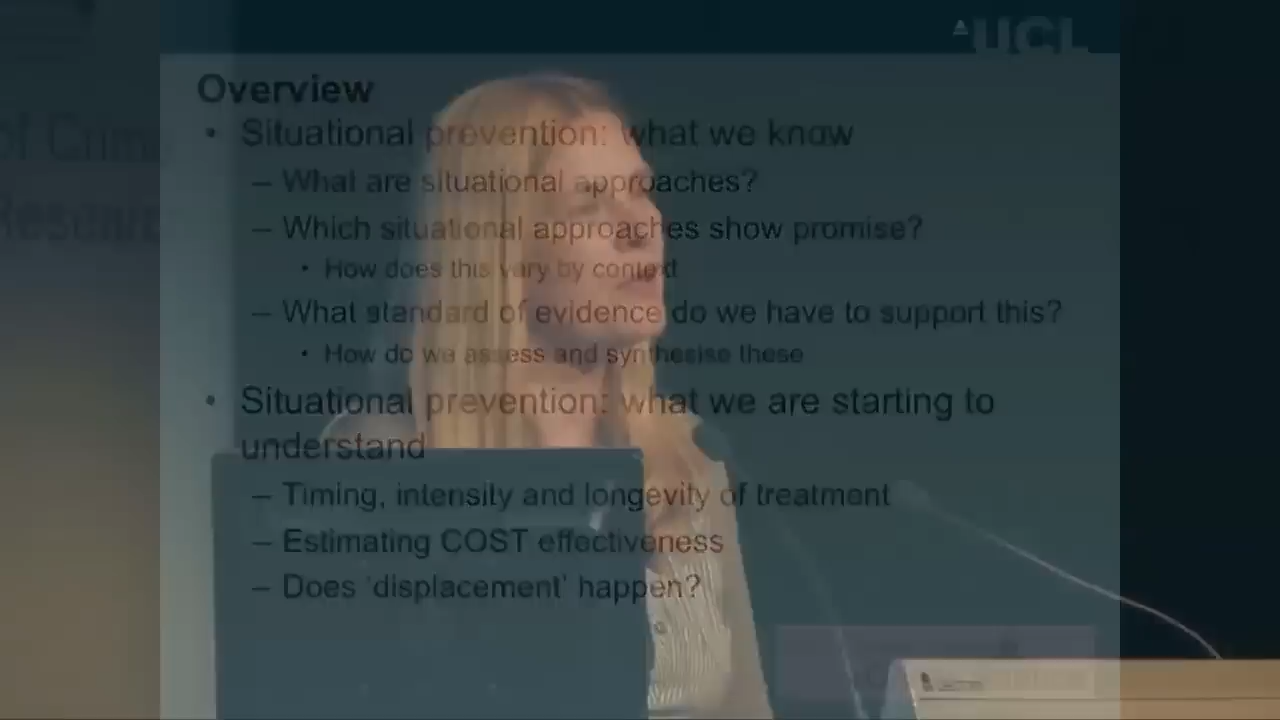 UCL
Overview
• Situational prevention: what we know
– What are situational approaches?
– Which situational approaches show promise?
• How does this vary by context
– What standard of evidence do we have to support this?
• How do we assess and synthesise these
• Situational prevention: what we are starting to
understand
– Timing, intensity and longevity of treatment
– Estimating COST effectiveness
– Does ‘displacement’ happen?
of Crime
Research